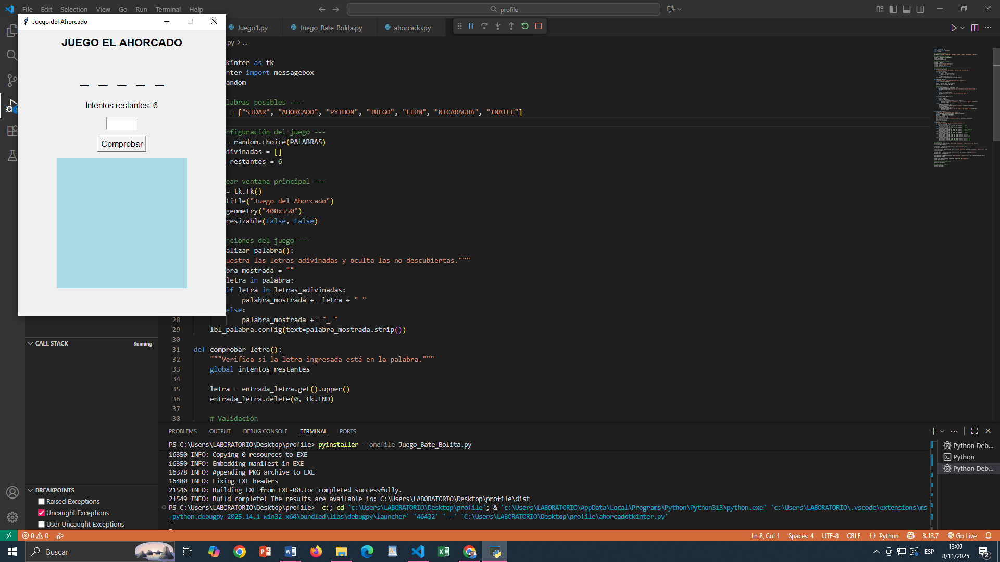 File Edit Selection View Go Run Terminal Help
profile
Juego del Ahorcado
JUEGO EL AHORCADO
_ _ _ _ _
Intentos restantes: 6
Comprobar
Juego1.py
Juego_Bate_Bolita.py
ahorcado.py
.py > ...
kinter as tk
nter import messagebox
andom
labras posibles ---
= ["SIDAR", "AHORCADO", "PYTHON", "JUEGO", "LEON", "NICARAGUA", "INATEC"]
nfiguración del juego ---
= random.choice(PALABRAS)
divinadas = []
_restantes = 6
ear ventana principal ---
= tk.Tk()
title("Juego del Ahorcado")
geometry("400x550")
resizable(False, False)
nciones del juego ---
alizar_palabra():
uestra las letras adivinadas y oculta las no descubiertas."""
bra_mostrada = ""
letra in palabra:
if letra in letras_adivinadas:
palabra_mostrada += letra + " "
else:
28 palabra_mostrada += "_ "
29 lbl_palabra.config(text=palabra_mostrada.strip())
30
31 def comprobar_letra():
32 """Verifica si la letra ingresada está en la palabra."""
33 global intentos_restantes
34
35 letra = entrada_letra.get().upper()
36 entrada_letra.delete(0, tk.END)
37
38 # Validación
CALL STACK Running
BREAKPOINTS
Raised Exceptions
Uncaught Exceptions
User Uncaught Exceptions
PROBLEMS OUTPUT DEBUG CONSOLE TERMINAL PORTS
PS C:\Users\LABORATORIO\Desktop\profile> pyinstaller --onefile Juego_Bate_Bolita.py
16350 INFO: Copying 0 resources to EXE
16350 INFO: Embedding manifest in EXE
16378 INFO: Appending PKG archive to EXE
16480 INFO: Fixing EXE headers
21546 INFO: Building EXE from EXE-00.toc completed successfully.
21549 INFO: Build complete! The results are available in: C:\Users\LABORATORIO\Desktop\profile\dist
PS C:\Users\LABORATORIO\Desktop\profile> c:; cd 'c:\Users\LABORATORIO\Desktop\profile'; & 'c:\Users\LABORATORIO\AppData\Local\Programs\Python\Python313\python.exe' 'c:\Users\LABORATORIO\.vscode\extensions\ms
-python.debugpy-2025.14.1-win32-x64\bundled\libs\debugpy\launcher' '46432' '--' 'C:\Users\LABORATORIO\Desktop\profile\ahorcadotkinter.py'
Python Deb...
Python
Python Deb...
0 0
Ln 8, Col 1 Spaces: 4 UTF-8 CRLF { } Python 3.13.7 Go Live
Buscar
ESP
13:09
8/11/2025
2